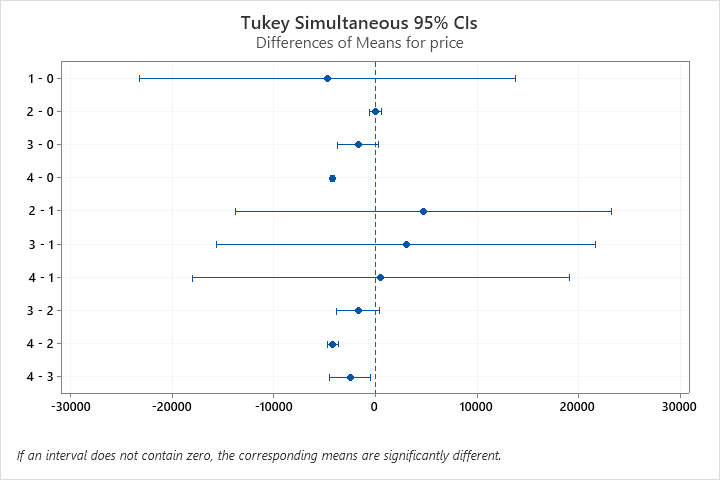 Tukey Simultaneous 95% CIs
Differences of Means for price
1 - 0
2 - 0
3 - 0
4 - 0
2 - 1
3 - 1
4 - 1
3 - 2
4 - 2
4 - 3
-30000 -20000 -10000 0 10000 20000 30000
If an interval does not contain zero, the corresponding means are significantly different.